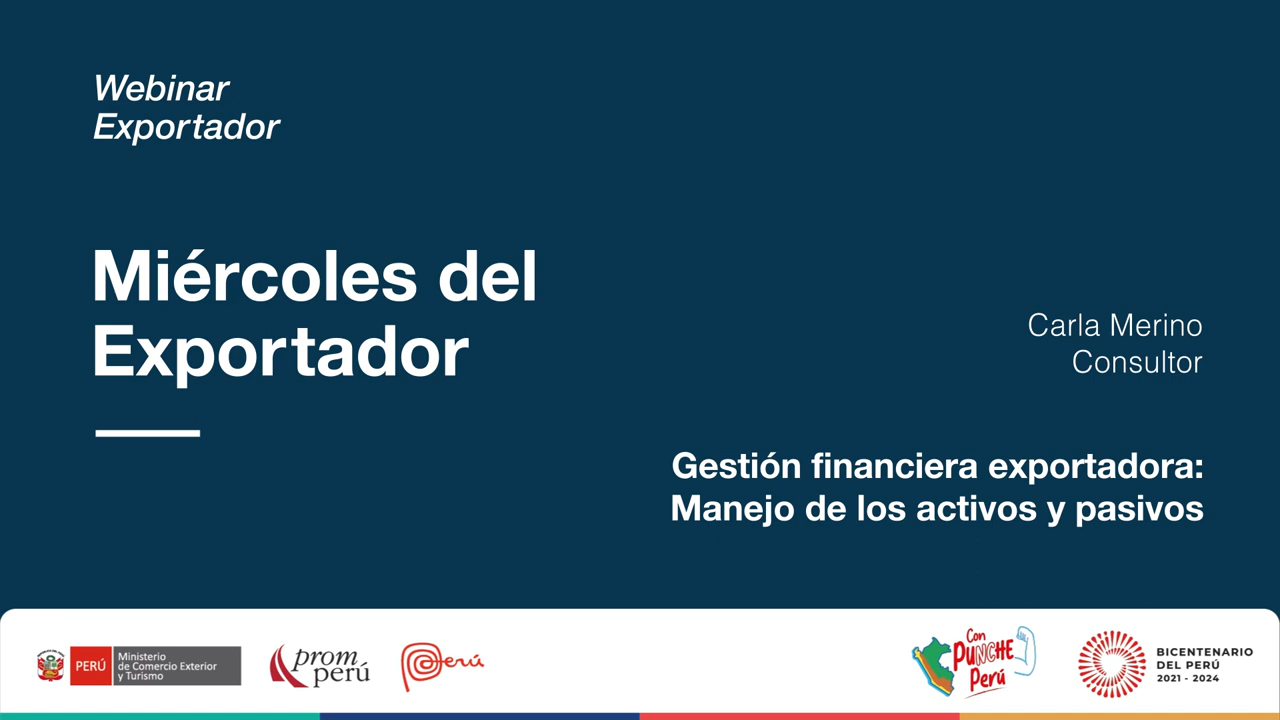 Webinar
Exportador
Miércoles del
Exportador
Carla Merino
Consultor
Gestión financiera exportadora:
Manejo de los activos y pasivos
PERÚ
Ministerio
de Comercio Exterior
y Turismo
prom
perú
Perú
Con
PUNCHE
Perú
BICENTENARIO
DEL PERÚ
2021 - 2024